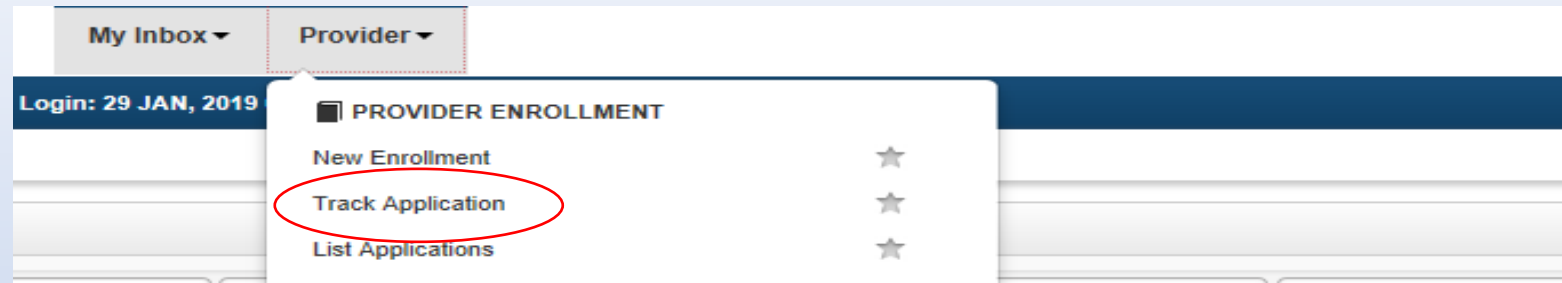 My Inbox Provider
Login: 29 JAN, 2019
PROVIDER ENROLLMENT
New Enrollment
Track Application
List Applications